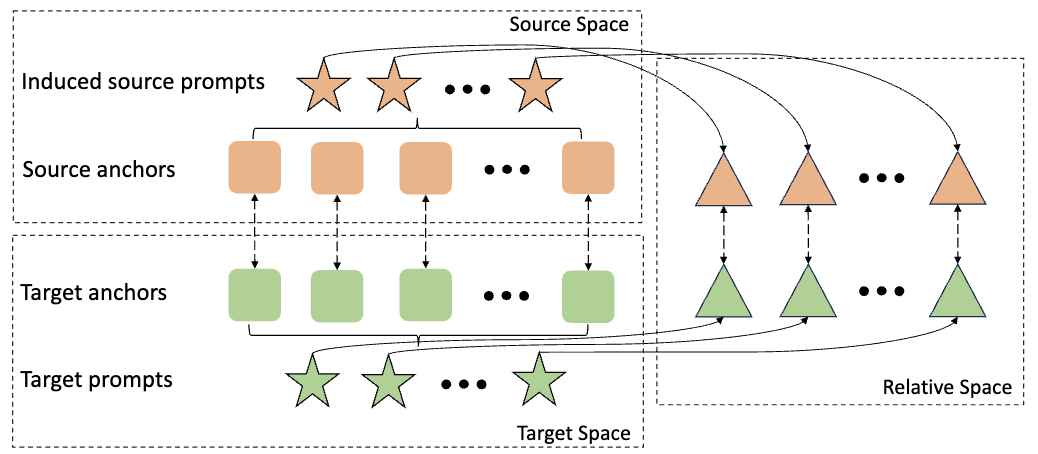 Source Space
Induced source prompts
Source anchors
Target anchors
Target prompts
Target Space
Relative Space